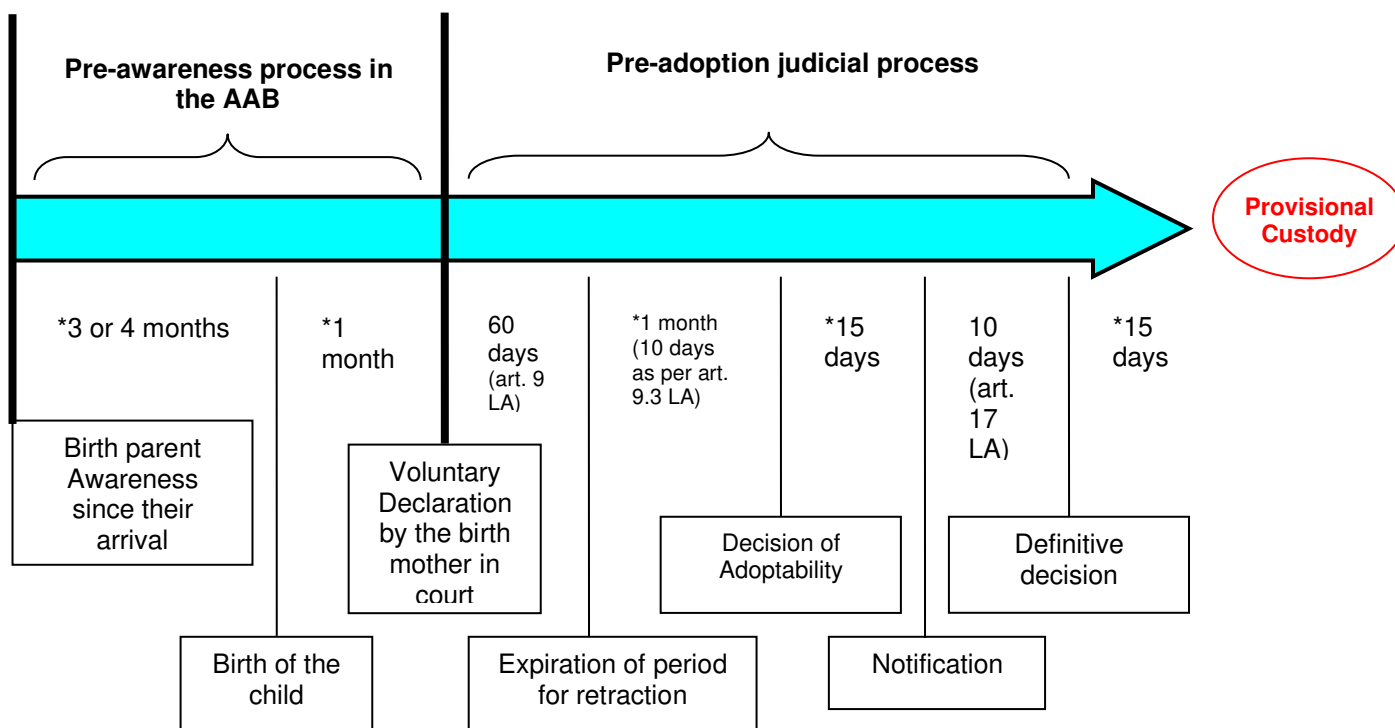 Pre-awareness process in
the AAB
Pre-adoption judicial process
Provisional
Custody
*3 or 4 months
*1
month
60
days
(art. 9
LA)
*1 month
(10 days
as per art.
9.3 LA)
*15
days
10
days
(art.
17
LA)
*15
days
Birth parent
Awareness
since their
arrival
Voluntary
Declaration
by the birth
mother in
court
Decision of
Adoptability
Definitive
decision
Birth of the
child
Expiration of period
for retraction
Notification